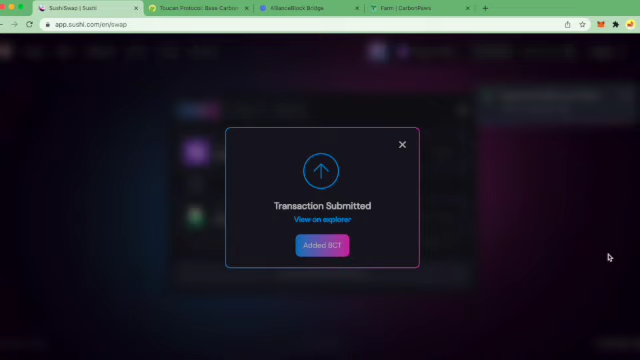 SushiSwap | Sushi
Toucan Protocol: Base Carbon
AllianceBlock Bridge
Farm | CarbonPaws
app.sushi.com/en/swap
Transaction Submitted
View on explorer
Added BCT